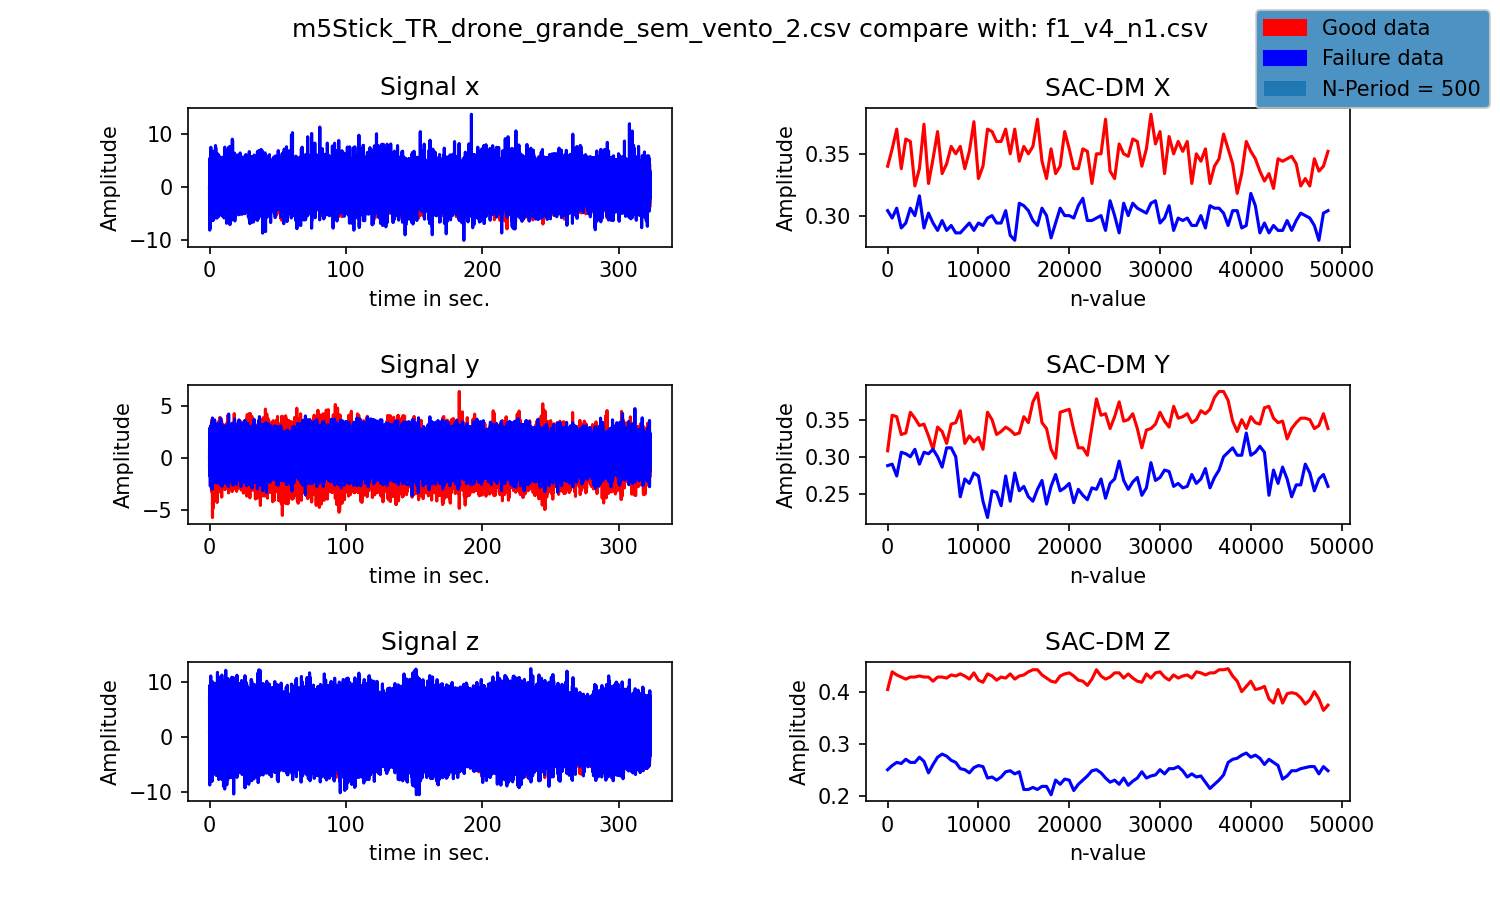 m5Stick_TR_drone_grande_sem_vento_2.csv compare with: f1_v4_n1.csv
Good data
Failure data
N-Period = 500
Signal x
Amplitude
10
0
−10
0 100 200 300
time in sec.
SAC-DM X
Amplitude
0.35
0.30
0 10000 20000 30000 40000 50000
n-value
Signal y
Amplitude
5
0
−5
0 100 200 300
time in sec.
SAC-DM Y
Amplitude
0.35
0.30
0.25
0 10000 20000 30000 40000 50000
n-value
Signal z
Amplitude
10
0
−10
0 100 200 300
time in sec.
SAC-DM Z
Amplitude
0.4
0.3
0.2
0 10000 20000 30000 40000 50000
n-value